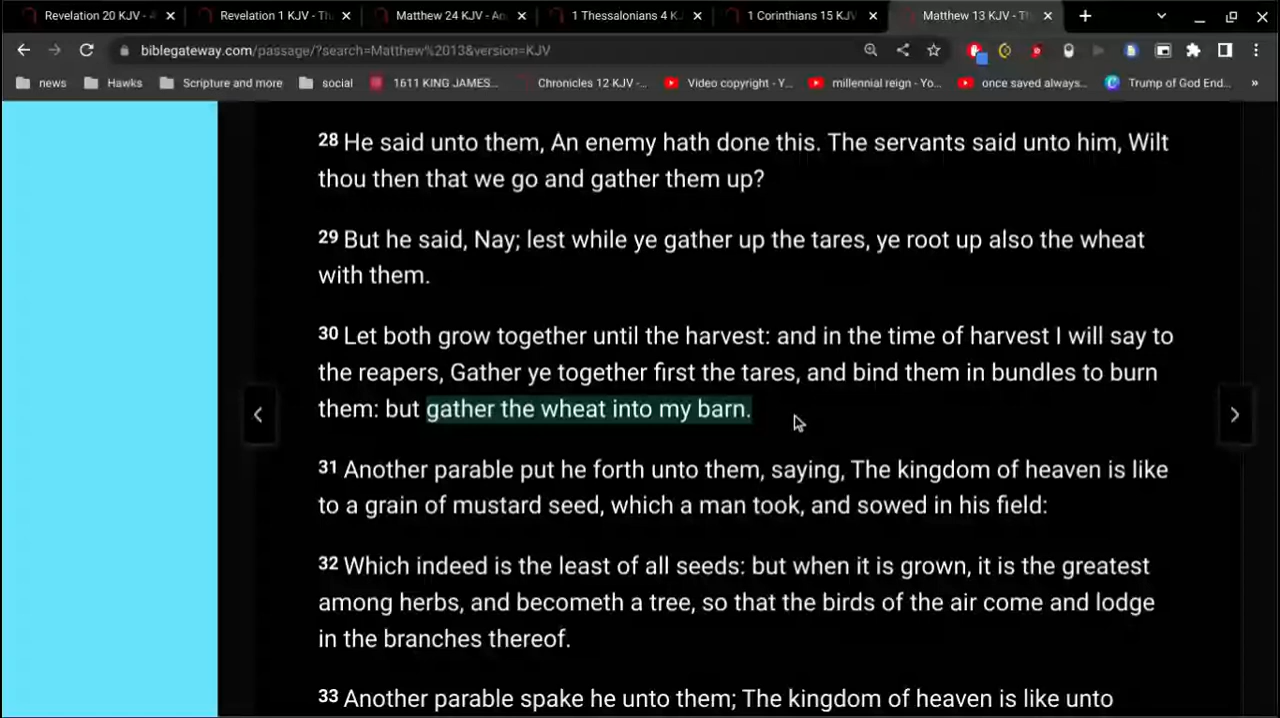 Revelation 20 KJV - A
Revelation 1 KJV - Th
Matthew 24 KJV - An
1 Thessalonians 4 K
1 Corinthians 15 KJV
Matthew 13 KJV - Th
biblegateway.com/passage/?search=Matthew%2013&version=KJV
news
Hawks
Scripture and more
social
1611 KING JAMES...
Chronicles 12 KJV -...
Video copyright - Y...
millennial reign - Yo...
once saved always...
Trump of God End...
»
28 He said unto them, An enemy hath done this. The servants said unto him, Wilt
thou then that we go and gather them up?
29 But he said, Nay; lest while ye gather up the tares, ye root up also the wheat
with them.
30 Let both grow together until the harvest: and in the time of harvest I will say to
the reapers, Gather ye together first the tares, and bind them in bundles to burn
them: but gather the wheat into my barn.
31 Another parable put he forth unto them, saying, The kingdom of heaven is like
to a grain of mustard seed, which a man took, and sowed in his field:
32 Which indeed is the least of all seeds: but when it is grown, it is the greatest
among herbs, and becometh a tree, so that the birds of the air come and lodge
in the branches thereof.
33 Another parable spake he unto them; The kingdom of heaven is like unto